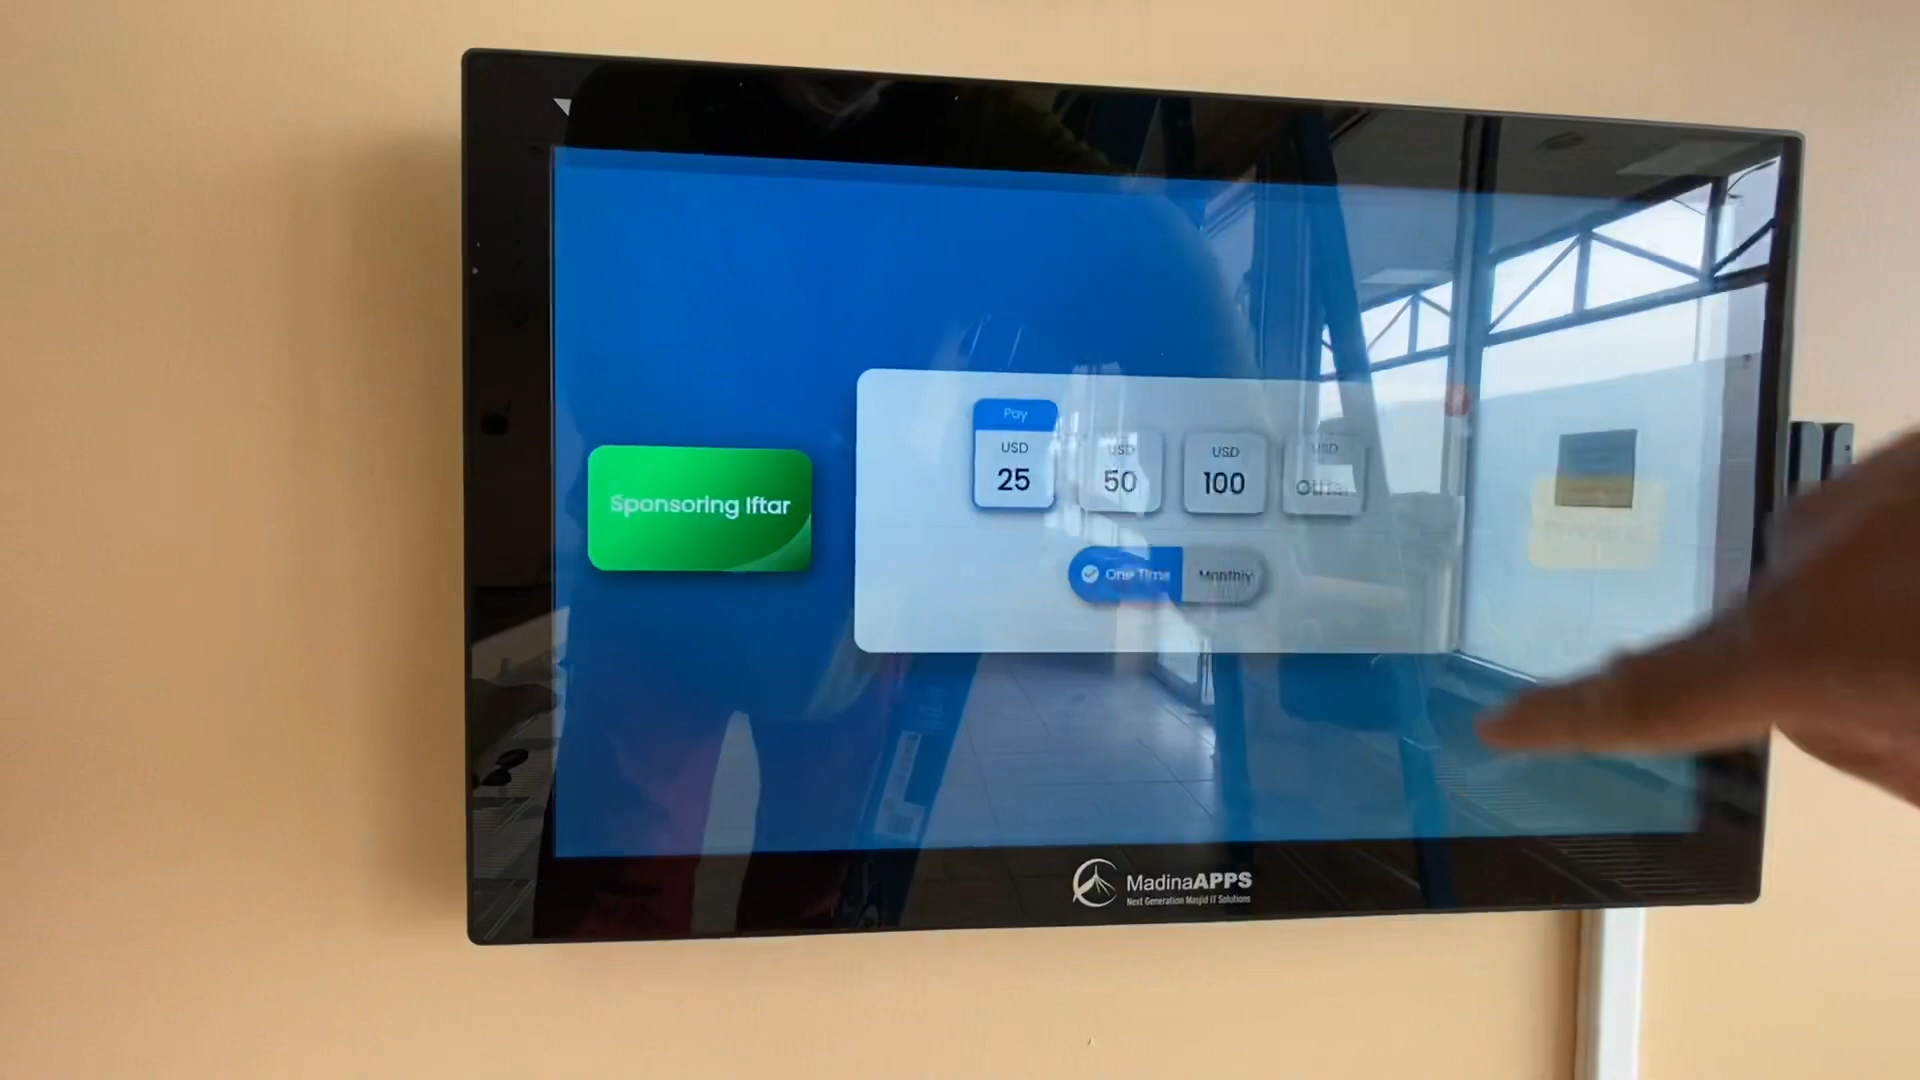 Sponsoring Iftar
Pay
USD
25
USD
50
USD
100
USD
Other
One Time
Monthly
MadinaAPPS
Next Generation Masjid IT Solutions